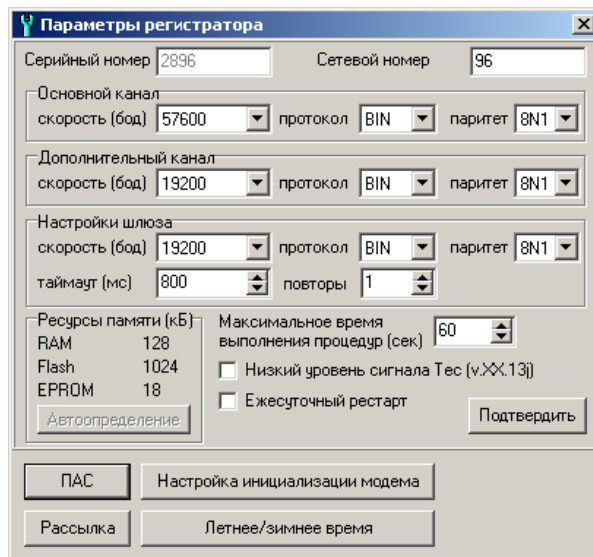 Параметры регистратора
Серийный номер 2896 Сетевой номер 96
Основной канал
скорость (бод) 57600 протокол BIN паритет 8N1
Дополнительный канал
скорость (бод) 19200 протокол BIN паритет 8N1
Настройки шлюза
скорость (бод) 19200 протокол BIN паритет 8N1
таймаут (мс) 800 повторы 1
Ресурсы памяти (кБ)
RAM 128
Flash 1024
EPROM 18
Автоопределение
Максимальное время
выполнения процедур (сек) 60
Низкий уровень сигнала Тес (v.XX.13j)
Ежесуточный рестарт
Подтвердить
ПАС Настройка инициализации модема
Рассылка Летнее/зимнее время